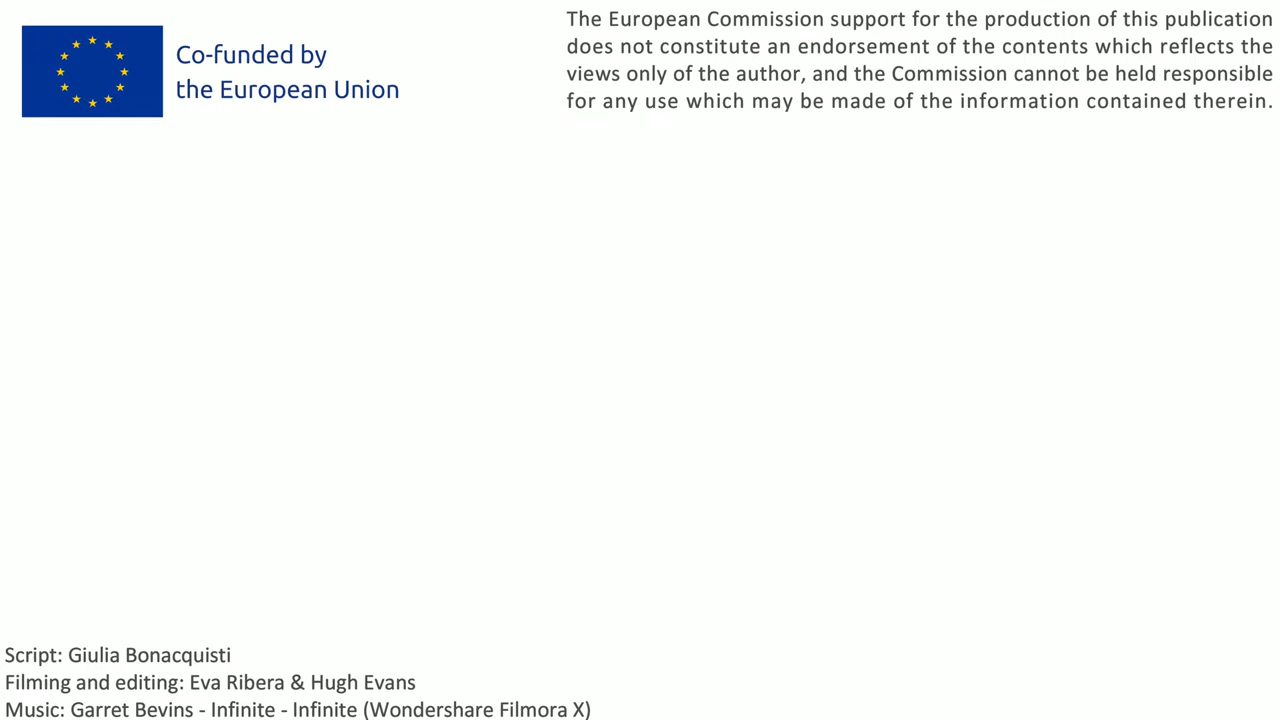 Co-funded by
the European Union
The European Commission support for the production of this publication
does not constitute an endorsement of the contents which reflects the
views only of the author, and the Commission cannot be held responsible
for any use which may be made of the information contained therein.
Script: Giulia Bonacquisti
Filming and editing: Eva Ribera & Hugh Evans
Music: Garret Bevins - Infinite - Infinite (Wondershare Filmora X)